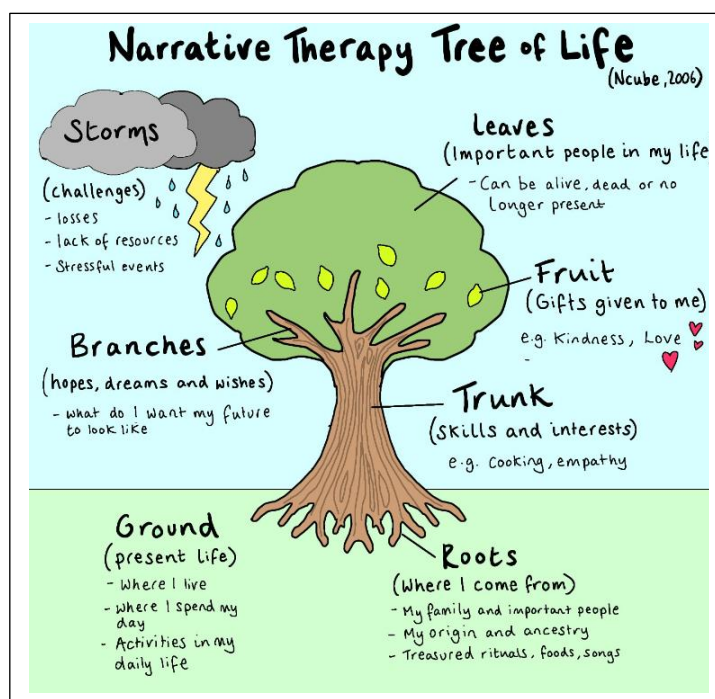 Narrative Therapy Tree of Life
(Ncube, 2006)
Storms
(challenges)
- losses
- lack of resources
- Stressful events
Leaves
(Important people in my life)
- Can be alive, dead or no
longer present
Fruit
(Gifts given to me)
e.g. Kindness, Love
-
Branches
(hopes, dreams and wishes)
- What do I want my future
to look like
Trunk
(Skills and interests)
e.g. Cooking, empathy
Ground
(present life)
- Where I live
- Where I spend my
day
- Activities in my
daily life
Roots
(Where I come from)
- My family and important people
- My origin and ancestry
- Treasured rituals, foods, songs